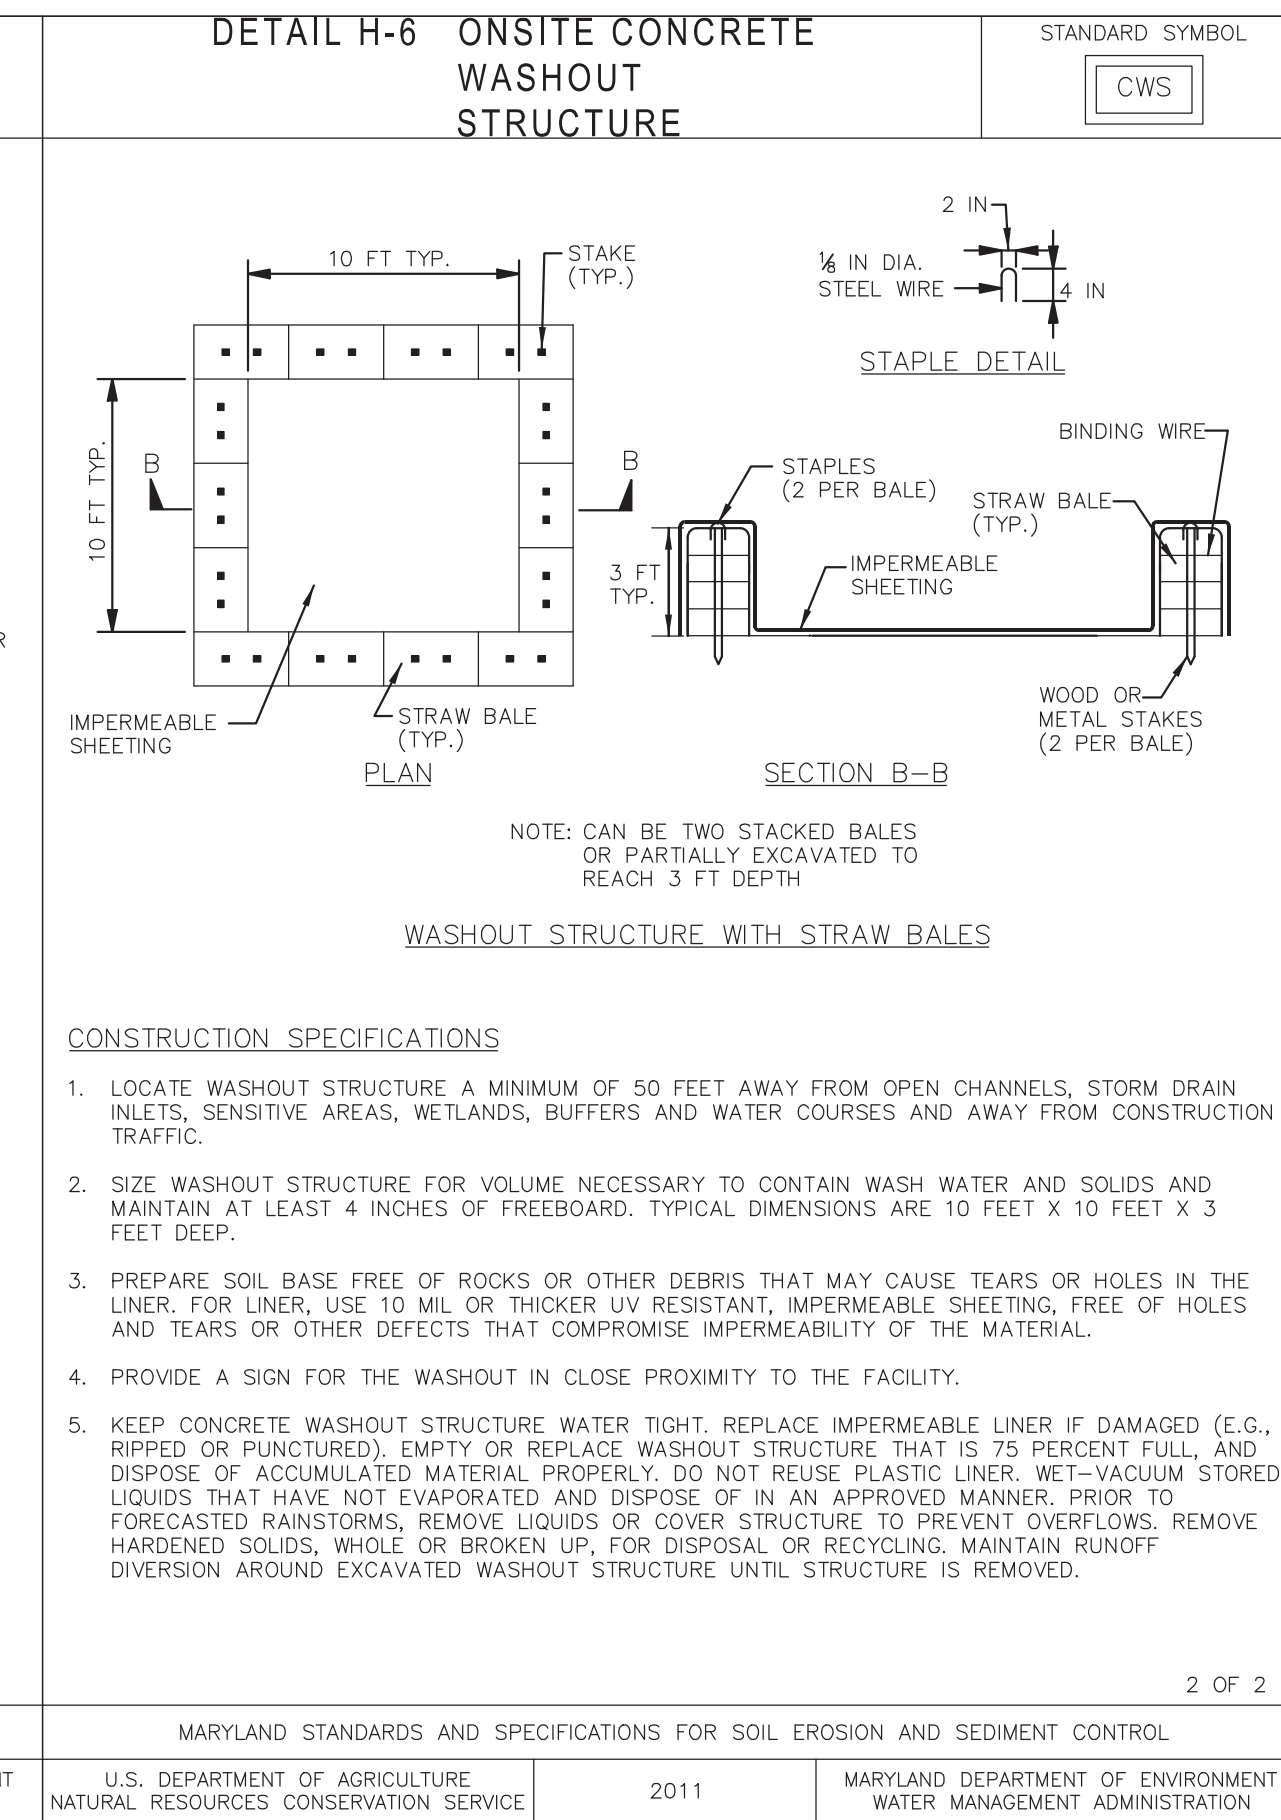 DETAIL H-6 ONSITE CONCRETE
WASHOUT
STRUCTURE
STANDARD SYMBOL
CWS
2 IN
10 FT TYP.
STAKE
(TYP.)
⅛ IN DIA.
STEEL WIRE
4 IN
STAPLE DETAIL
10 FT TYP.
B
B
BINDING WIRE
STAPLES
(2 PER BALE)
STRAW BALE
(TYP.)
3 FT
TYP.
IMPERMEABLE
SHEETING
WOOD OR
METAL STAKES
(2 PER BALE)
IMPERMEABLE
SHEETING
STRAW BALE
(TYP.)
PLAN
SECTION B-B
NOTE: CAN BE TWO STACKED BALES
OR PARTIALLY EXCAVATED TO
REACH 3 FT DEPTH
WASHOUT STRUCTURE WITH STRAW BALES
CONSTRUCTION SPECIFICATIONS
1. LOCATE WASHOUT STRUCTURE A MINIMUM OF 50 FEET AWAY FROM OPEN CHANNELS, STORM DRAIN
INLETS, SENSITIVE AREAS, WETLANDS, BUFFERS AND WATER COURSES AND AWAY FROM CONSTRUCTION
TRAFFIC.
2. SIZE WASHOUT STRUCTURE FOR VOLUME NECESSARY TO CONTAIN WASH WATER AND SOLIDS AND
MAINTAIN AT LEAST 4 INCHES OF FREEBOARD. TYPICAL DIMENSIONS ARE 10 FEET X 10 FEET X 3
FEET DEEP.
3. PREPARE SOIL BASE FREE OF ROCKS OR OTHER DEBRIS THAT MAY CAUSE TEARS OR HOLES IN THE
LINER. FOR LINER, USE 10 MIL OR THICKER UV RESISTANT, IMPERMEABLE SHEETING, FREE OF HOLES
AND TEARS OR OTHER DEFECTS THAT COMPROMISE IMPERMEABILITY OF THE MATERIAL.
4. PROVIDE A SIGN FOR THE WASHOUT IN CLOSE PROXIMITY TO THE FACILITY.
5. KEEP CONCRETE WASHOUT STRUCTURE WATER TIGHT. REPLACE IMPERMEABLE LINER IF DAMAGED (E.G.,
RIPPED OR PUNCTURED). EMPTY OR REPLACE WASHOUT STRUCTURE THAT IS 75 PERCENT FULL, AND
DISPOSE OF ACCUMULATED MATERIAL PROPERLY. DO NOT REUSE PLASTIC LINER. WET-VACUUM STORED
LIQUIDS THAT HAVE NOT EVAPORATED AND DISPOSE OF IN AN APPROVED MANNER. PRIOR TO
FORECASTED RAINSTORMS, REMOVE LIQUIDS OR COVER STRUCTURE TO PREVENT OVERFLOWS. REMOVE
HARDENED SOLIDS, WHOLE OR BROKEN UP, FOR DISPOSAL OR RECYCLING. MAINTAIN RUNOFF
DIVERSION AROUND EXCAVATED WASHOUT STRUCTURE UNTIL STRUCTURE IS REMOVED.
2 OF 2
MARYLAND STANDARDS AND SPECIFICATIONS FOR SOIL EROSION AND SEDIMENT CONTROL
U.S. DEPARTMENT OF AGRICULTURE
NATURAL RESOURCES CONSERVATION SERVICE
2011
MARYLAND DEPARTMENT OF ENVIRONMENT
WATER MANAGEMENT ADMINISTRATION